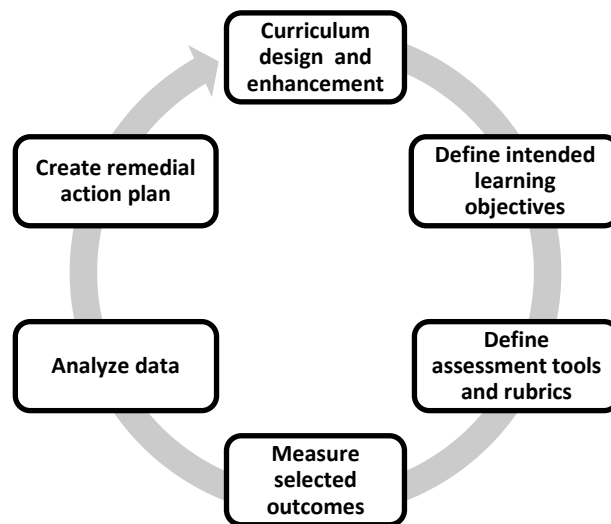 Curriculum
design and
enhancement
Define intended
learning
objectives
Define
assessment tools
and rubrics
Measure
selected
outcomes
Analyze data
Create remedial
action plan